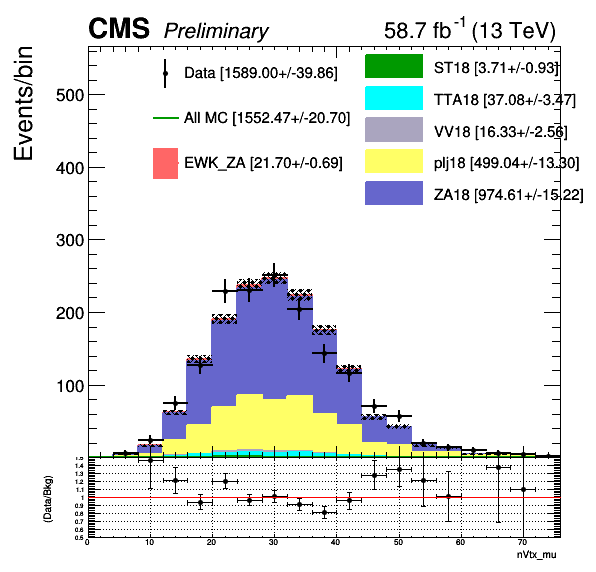 CMS Preliminary 58.7 fb⁻¹ (13 TeV)
Events/bin
Data [1589.00+/-39.86]
All MC [1552.47+/-20.70]
EWK_ZA [21.70+/-0.69]
ST18 [3.71+/-0.93]
TTA18 [37.08+/-3.47]
VV18 [16.33+/-2.56]
plj18 [499.04+/-13.30]
ZA18 [974.61+/-15.22]
500
400
300
200
100
(Data/Bkg)
1.5
1.4
1.3
1.2
1.1
1
0.9
0.8
0.7
0.6
0.5
0 10 20 30 40 50 60 70
nVtx_mu